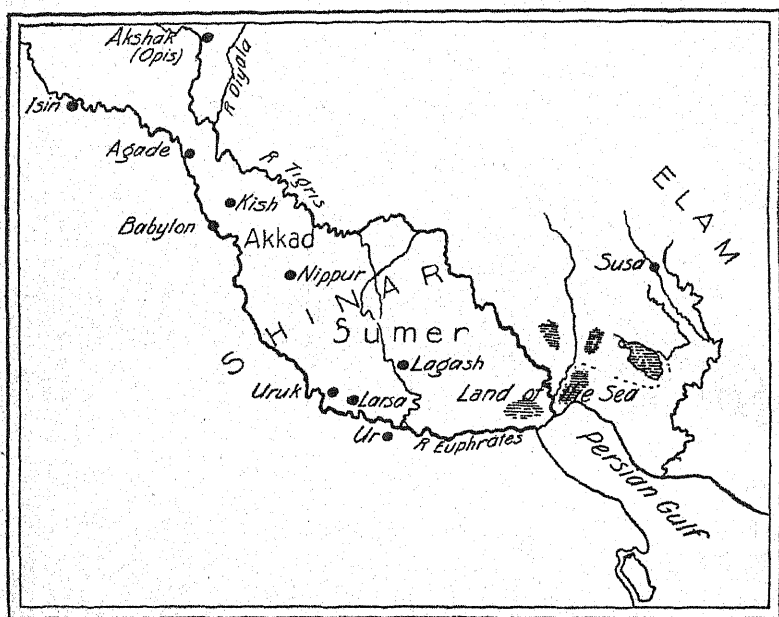 Akshak
(Opis)
R Diyala
Isin
Agade
R Tigris
Kish
Babylon
Akkad
ELAM
Susa
Nippur
SHINAR
Sumer
Lagash
Uruk
Larsa
Land of the Sea
Ur
R Euphrates
Persian Gulf